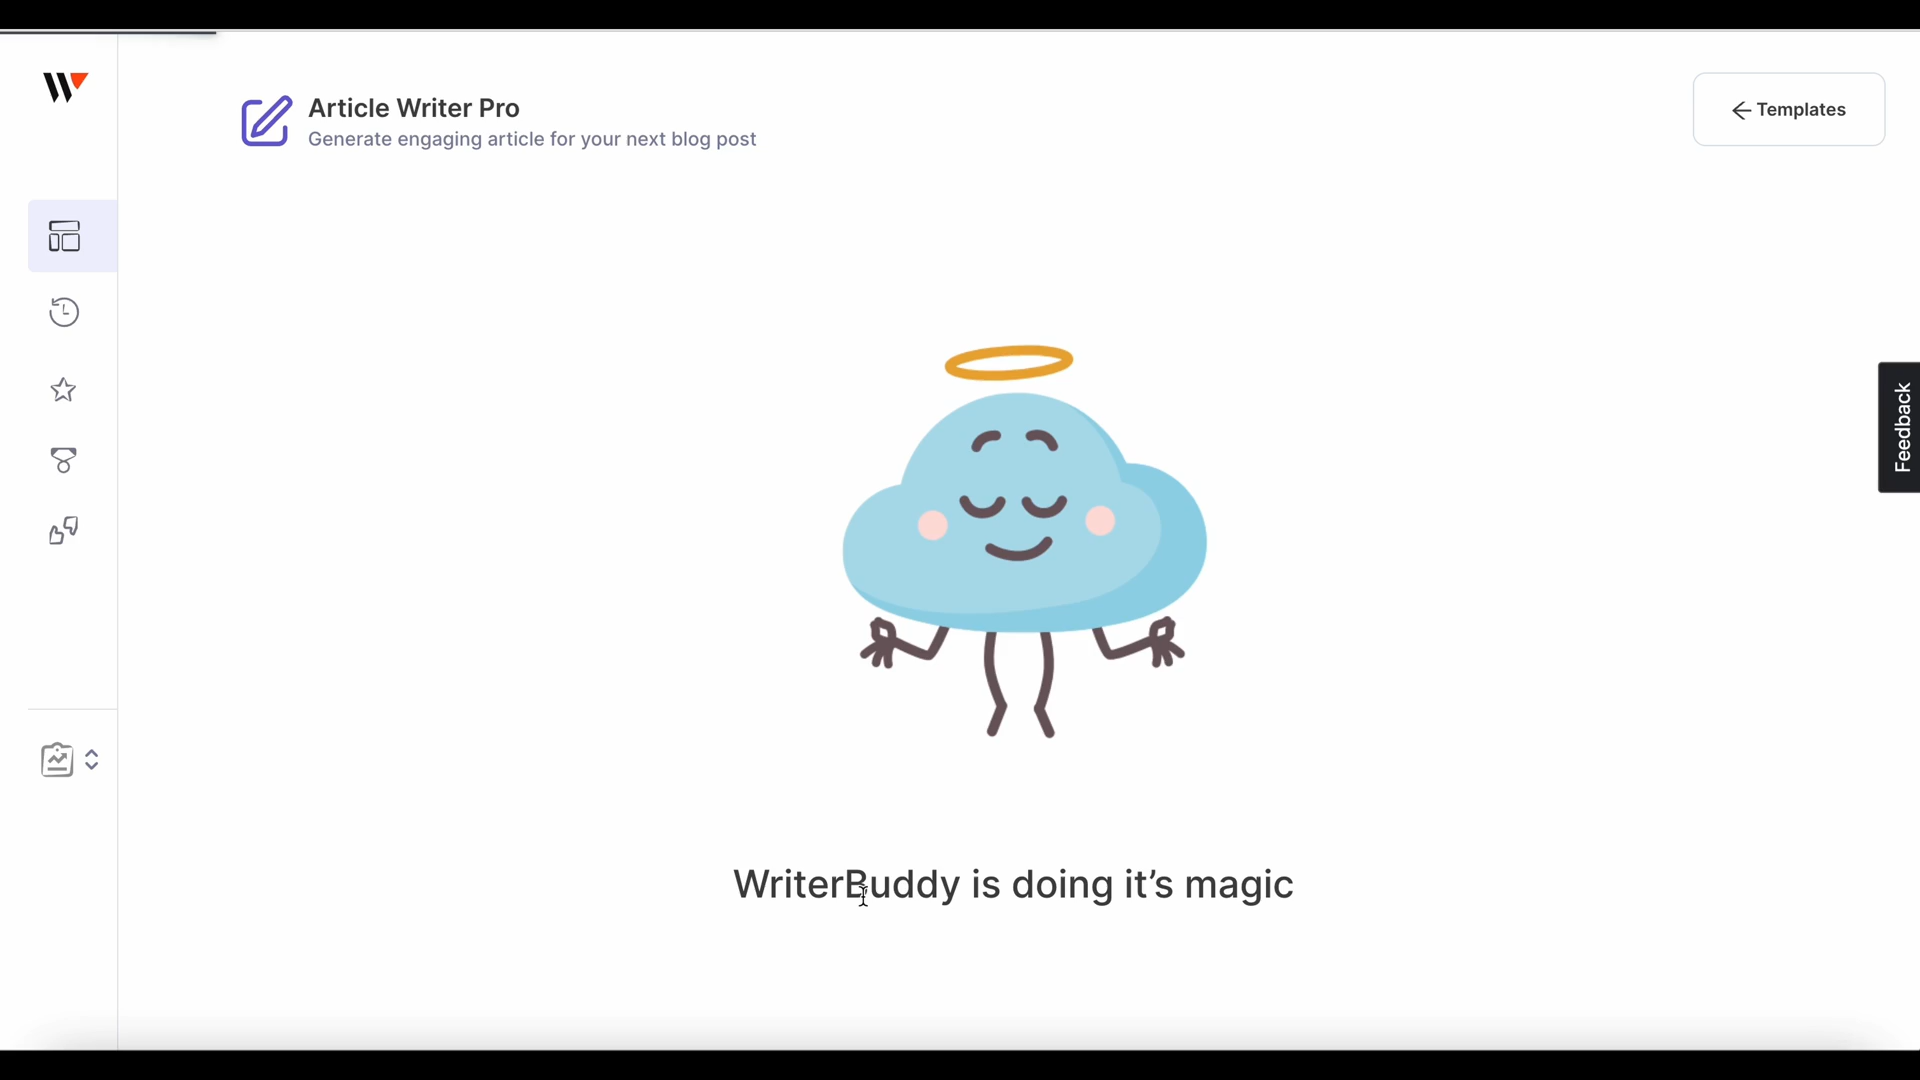 Article Writer Pro
Generate engaging article for your next blog post
← Templates
Feedback
WriterBuddy is doing it’s magic